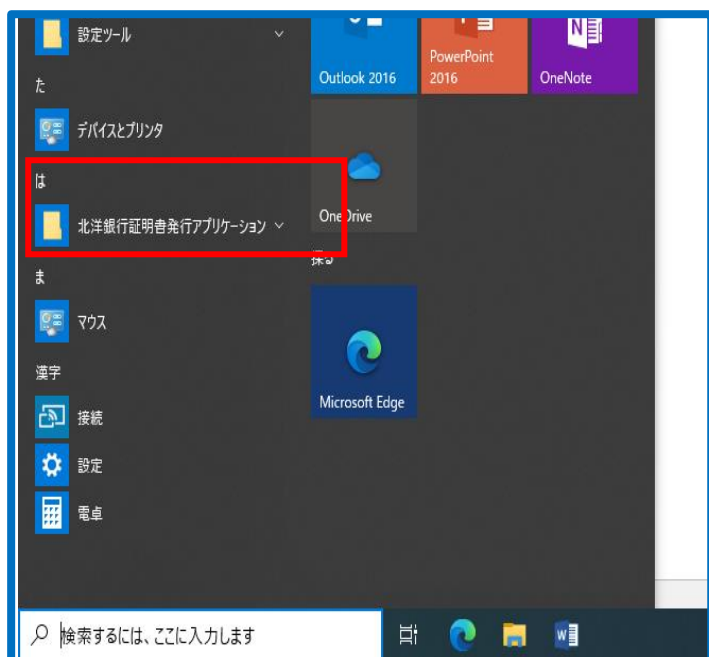 設定ツール
た
デバイスとプリンタ
は
北洋銀行証明書発行アプリケーション
ま
マウス
漢字
接続
設定
電卓
Outlook 2016
PowerPoint
2016
OneNote
OneDrive
探る
Microsoft Edge
検索するには、ここに入力します